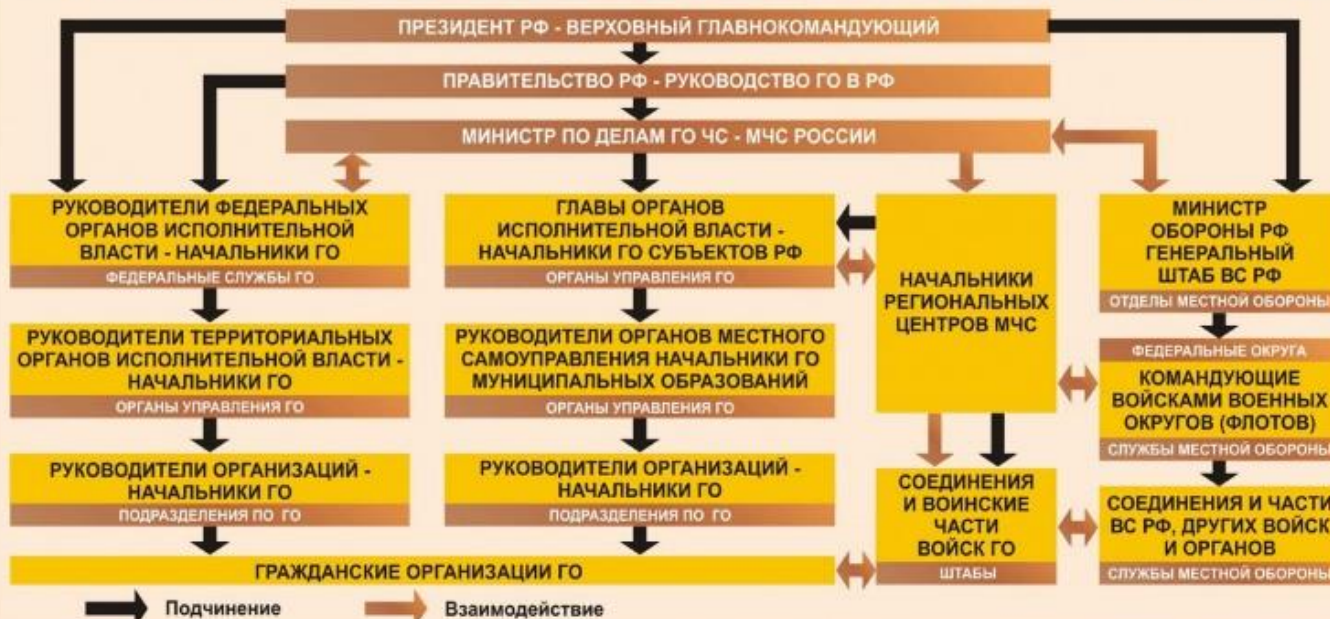 ПРЕЗИДЕНТ РФ - ВЕРХОВНЫЙ ГЛАВНОКОМАНДУЮЩИЙ
ПРАВИТЕЛЬСТВО РФ - РУКОВОДСТВО ГО В РФ
МИНИСТР ПО ДЕЛАМ ГО ЧС - МЧС РОССИИ
РУКОВОДИТЕЛИ ФЕДЕРАЛЬНЫХ
ОРГАНОВ ИСПОЛНИТЕЛЬНОЙ
ВЛАСТИ - НАЧАЛЬНИКИ ГО
ФЕДЕРАЛЬНЫЕ СЛУЖБЫ ГО
РУКОВОДИТЕЛИ ТЕРРИТОРИАЛЬНЫХ
ОРГАНОВ ИСПОЛНИТЕЛЬНОЙ ВЛАСТИ -
НАЧАЛЬНИКИ ГО
ОРГАНЫ УПРАВЛЕНИЯ ГО
РУКОВОДИТЕЛИ ОРГАНИЗАЦИЙ -
НАЧАЛЬНИКИ ГО
ПОДРАЗДЕЛЕНИЯ ПО ГО
ГЛАВЫ ОРГАНОВ
ИСПОЛНИТЕЛЬНОЙ ВЛАСТИ -
НАЧАЛЬНИКИ ГО СУБЪЕКТОВ РФ
ОРГАНЫ УПРАВЛЕНИЯ ГО
РУКОВОДИТЕЛИ ОРГАНОВ МЕСТНОГО
САМОУПРАВЛЕНИЯ НАЧАЛЬНИКИ ГО
МУНИЦИПАЛЬНЫХ ОБРАЗОВАНИЙ
ОРГАНЫ УПРАВЛЕНИЯ ГО
РУКОВОДИТЕЛИ ОРГАНИЗАЦИЙ -
НАЧАЛЬНИКИ ГО
ПОДРАЗДЕЛЕНИЯ ПО ГО
ГРАЖДАНСКИЕ ОРГАНИЗАЦИИ ГО
НАЧАЛЬНИКИ
РЕГИОНАЛЬНЫХ
ЦЕНТРОВ МЧС
СОЕДИНЕНИЯ
И ВОИНСКИЕ
ЧАСТИ
ВОЙСК ГО
ШТАБЫ
МИНИСТР
ОБОРОНЫ РФ
ГЕНЕРАЛЬНЫЙ
ШТАБ ВС РФ
ОТДЕЛЫ МЕСТНОЙ ОБОРОНЫ
ФЕДЕРАЛЬНЫЕ ОКРУГА
КОМАНДУЮЩИЕ
ВОЙСКАМИ ВОЕННЫХ
ОКРУГОВ (ФЛОТОВ)
СЛУЖБЫ МЕСТНОЙ ОБОРОНЫ
СОЕДИНЕНИЯ И ЧАСТИ
ВС РФ, ДРУГИХ ВОЙСК
И ОРГАНОВ
СЛУЖБЫ МЕСТНОЙ ОБОРОНЫ
Подчинение
Взаимодействие